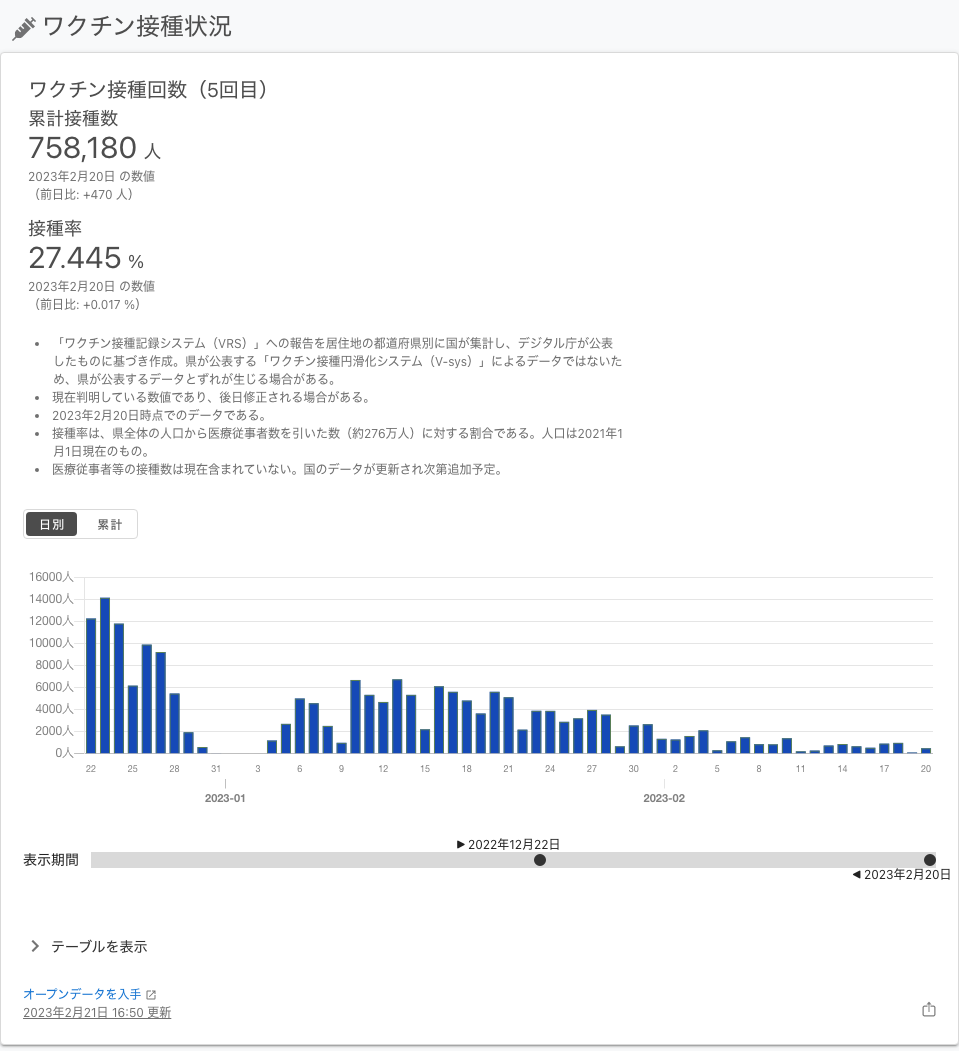 ワクチン接種状況
ワクチン接種回数（5回目）
累計接種数
758,180 人
2023年2月20日 の数値
（前日比: +470 人）
接種率
27.445 %
2023年2月20日 の数値
（前日比: +0.017 %）
• 「ワクチン接種記録システム（VRS）」への報告を居住地の都道府県別に国が集計し、デジタル庁が公表
したものに基づき作成。県が公表する「ワクチン接種円滑化システム（V-sys）」によるデータではないた
め、県が公表するデータとずれが生じる場合がある。
• 現在判明している数値であり、後日修正される場合がある。
• 2023年2月20日時点でのデータである。
• 接種率は、県全体の人口から医療従事者数を引いた数（約276万人）に対する割合である。人口は2021年1
月1日現在のもの。
• 医療従事者等の接種数は現在含まれていない。国のデータが更新され次第追加予定。
日別 累計
16000人
14000人
12000人
10000人
8000人
6000人
4000人
2000人
0人
22 25 28 31 3 6 9 12 15 18 21 24 27 30 2 5 8 11 14 17 20
2023-01 2023-02
2022年12月22日
表示期間
2023年2月20日
テーブルを表示
オープンデータを入手
2023年2月21日 16:50 更新